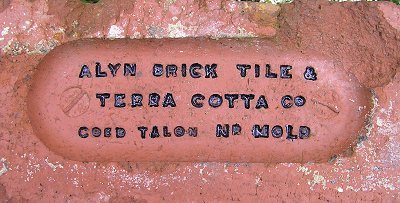 ALYN BRICK TILE &
TERRA COTTA CO
COED TALON NR MOLD